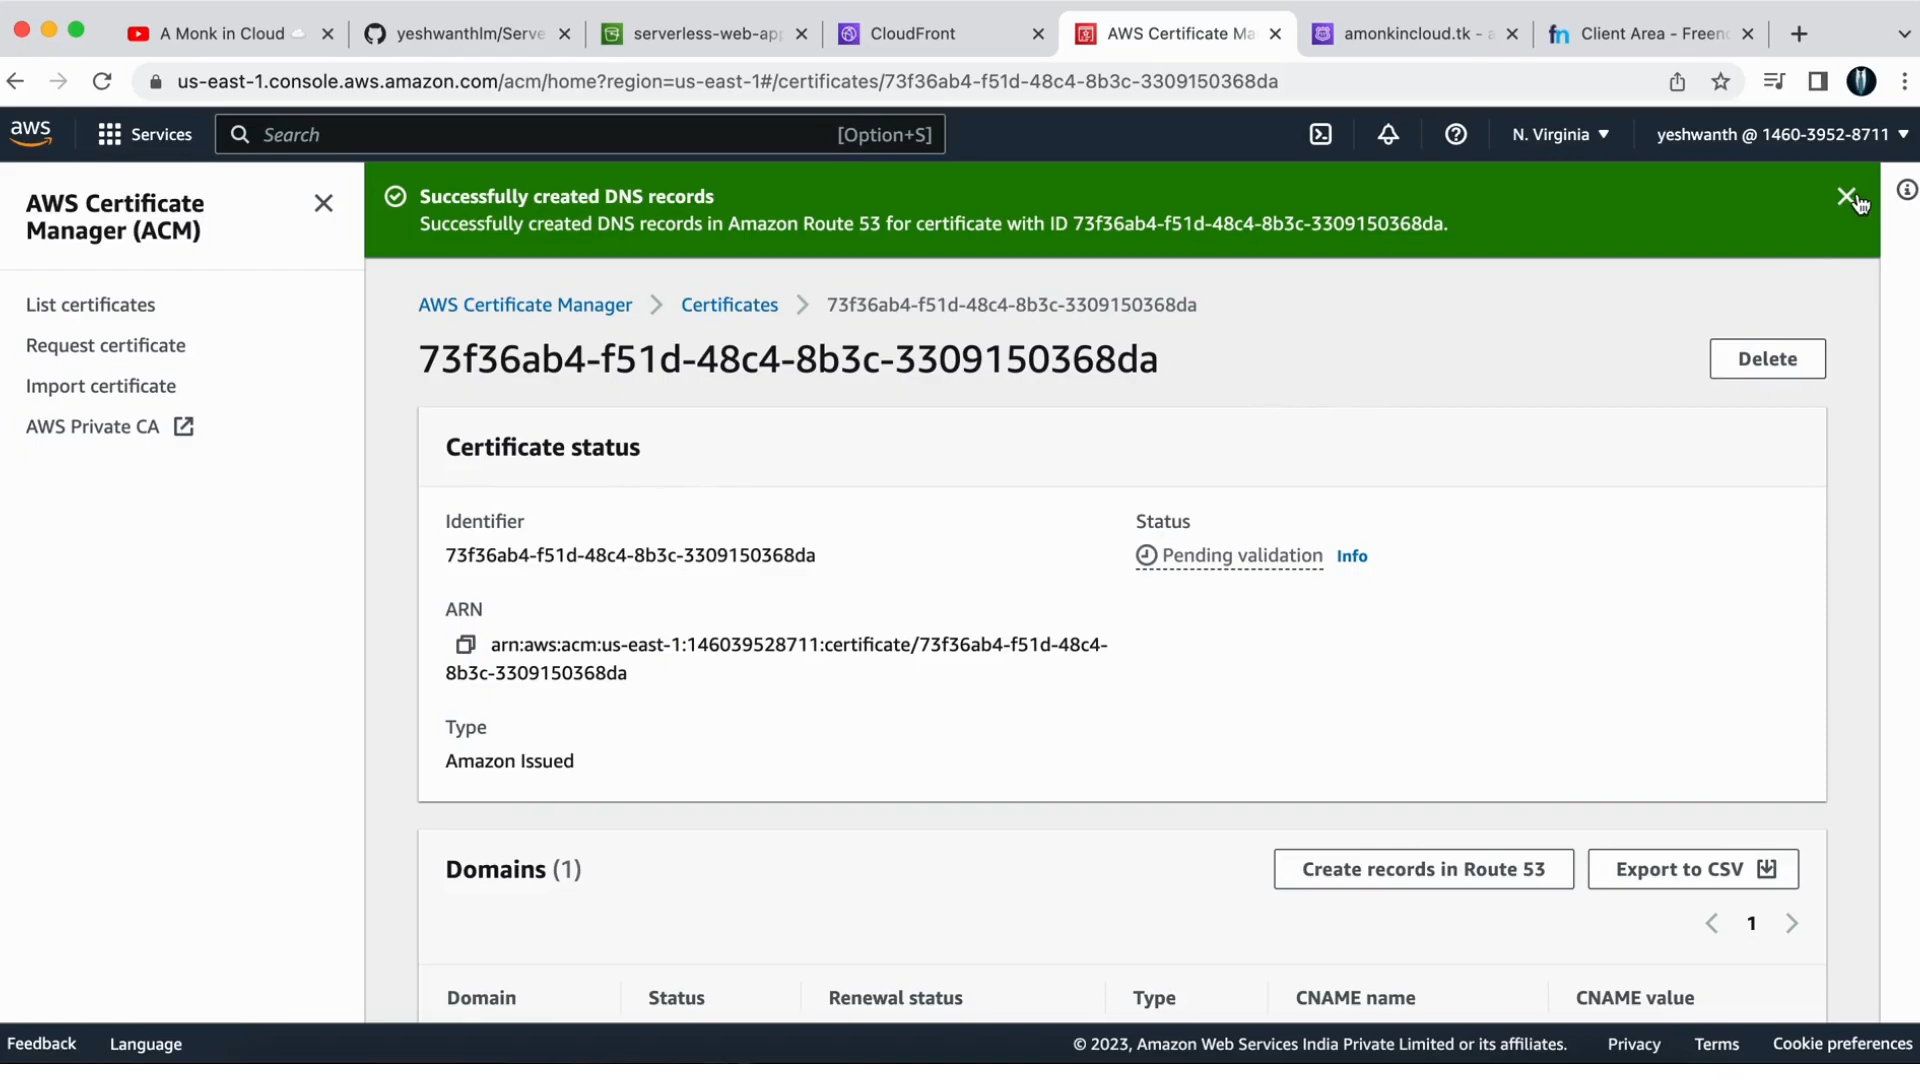 A Monk in Cloud
yeshwanthlm/Serve
serverless-web-app
CloudFront
AWS Certificate Ma
amonkincloud.tk - a
fn Client Area - Freen
us-east-1.console.aws.amazon.com/acm/home?region=us-east-1#/certificates/73f36ab4-f51d-48c4-8b3c-3309150368da
aws
Services
Search
[Option+S]
N. Virginia
yeshwanth @ 1460-3952-8711
AWS Certificate
Manager (ACM)
List certificates
Request certificate
Import certificate
AWS Private CA
Successfully created DNS records
Successfully created DNS records in Amazon Route 53 for certificate with ID 73f36ab4-f51d-48c4-8b3c-3309150368da.
AWS Certificate Manager
Certificates
73f36ab4-f51d-48c4-8b3c-3309150368da
73f36ab4-f51d-48c4-8b3c-3309150368da
Delete
Certificate status
Identifier
73f36ab4-f51d-48c4-8b3c-3309150368da
Status
Pending validation Info
ARN
arn:aws:acm:us-east-1:146039528711:certificate/73f36ab4-f51d-48c4-
8b3c-3309150368da
Type
Amazon Issued
Domains (1)
Create records in Route 53
Export to CSV
1
Domain
Status
Renewal status
Type
CNAME name
CNAME value
Feedback
Language
© 2023, Amazon Web Services India Private Limited or its affiliates.
Privacy
Terms
Cookie preferences